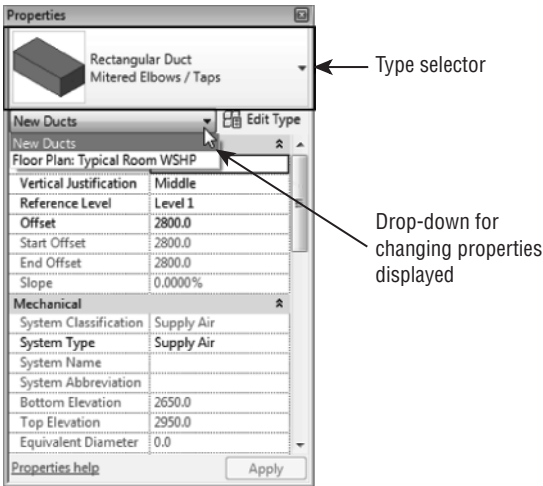 Properties
Rectangular Duct
Mitered Elbows / Taps
Type selector
New Ducts
Edit Type
New Ducts
Floor Plan: Typical Room WSHP
Vertical Justification Middle
Reference Level Level 1
Offset 2800.0
Start Offset 2800.0
End Offset 2800.0
Slope 0.0000%
Drop-down for
changing properties
displayed
Mechanical
System Classification Supply Air
System Type Supply Air
System Name
System Abbreviation
Bottom Elevation 2650.0
Top Elevation 2950.0
Equivalent Diameter 0.0
Properties help
Apply